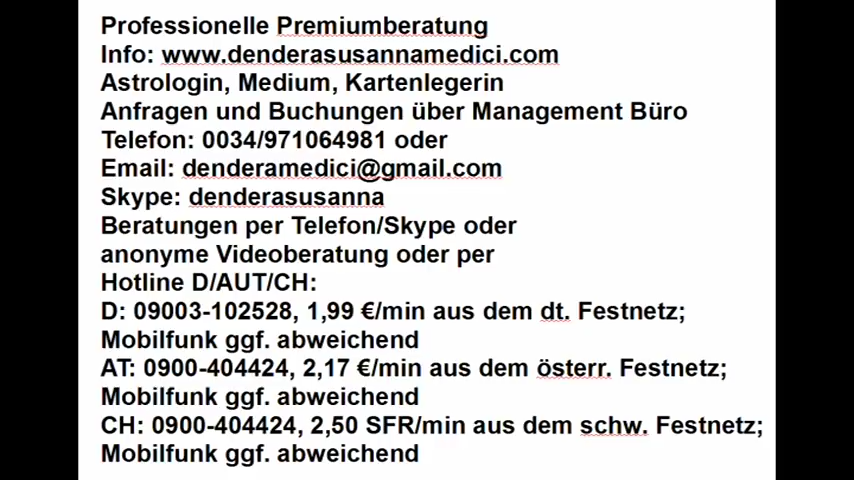 Professionelle Premiumberatung
Info: www.denderasusannamedici.com
Astrologin, Medium, Kartenlegerin
Anfragen und Buchungen über Management Büro
Telefon: 0034/971064981 oder
Email: denderamedici@gmail.com
Skype: denderasusanna
Beratungen per Telefon/Skype oder
anonyme Videoberatung oder per
Hotline D/AUT/CH:
D: 09003-102528, 1,99 €/min aus dem dt. Festnetz;
Mobilfunk ggf. abweichend
AT: 0900-404424, 2,17 €/min aus dem österr. Festnetz;
Mobilfunk ggf. abweichend
CH: 0900-404424, 2,50 SFR/min aus dem schw. Festnetz;
Mobilfunk ggf. abweichend